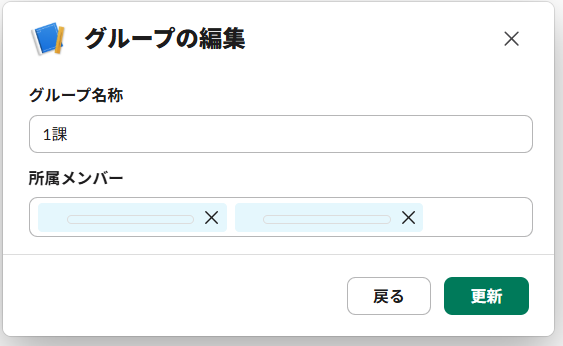 グループの編集
グループ名称
1課
所属メンバー
戻る
更新